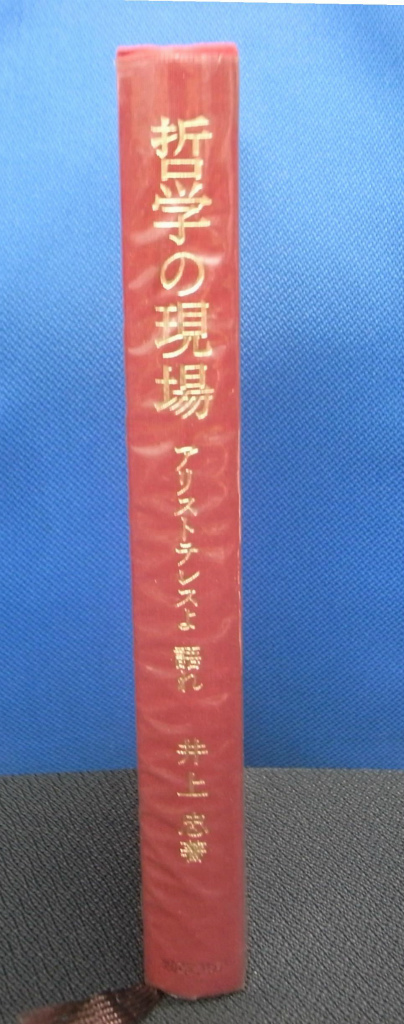 哲学の現場
アリストテレスよ 語れ
井上 忠著